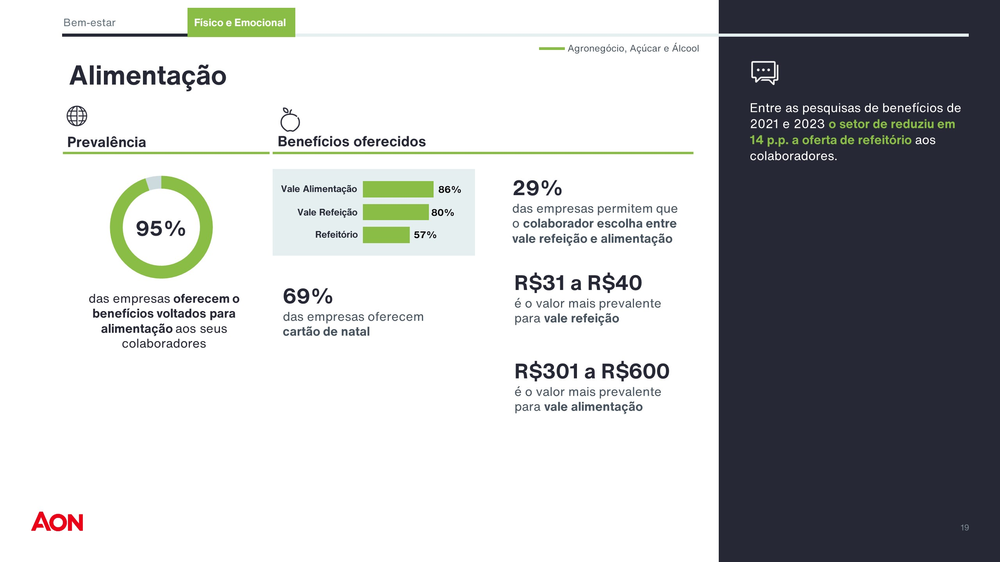 Bem-estar
Físico e Emocional
Agronegócio, Açúcar e Álcool
Alimentação
Prevalência
95%
das empresas oferecem o
benefícios voltados para
alimentação aos seus
colaboradores
Benefícios oferecidos
Vale Alimentação 86%
Vale Refeição 80%
Refeitório 57%
69%
das empresas oferecem
cartão de natal
29%
das empresas permitem que
o colaborador escolha entre
vale refeição e alimentação
R$31 a R$40
é o valor mais prevalente
para vale refeição
R$301 a R$600
é o valor mais prevalente
para vale alimentação
Entre as pesquisas de benefícios de
2021 e 2023 o setor de reduziu em
14 p.p. a oferta de refeitório aos
colaboradores.
AON
19